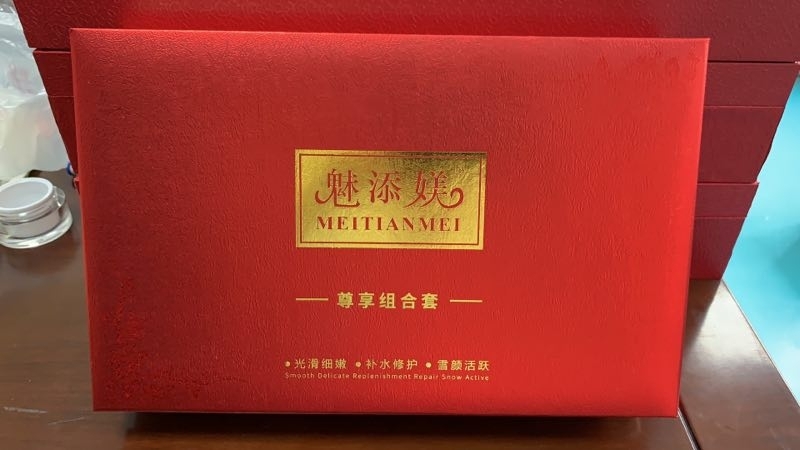 魅添媄
MEITIANMEI
尊享组合套
•光滑细嫩 •补水修护 •雪颜活跃
Smooth Delicate Replenishment Repair Snow Active